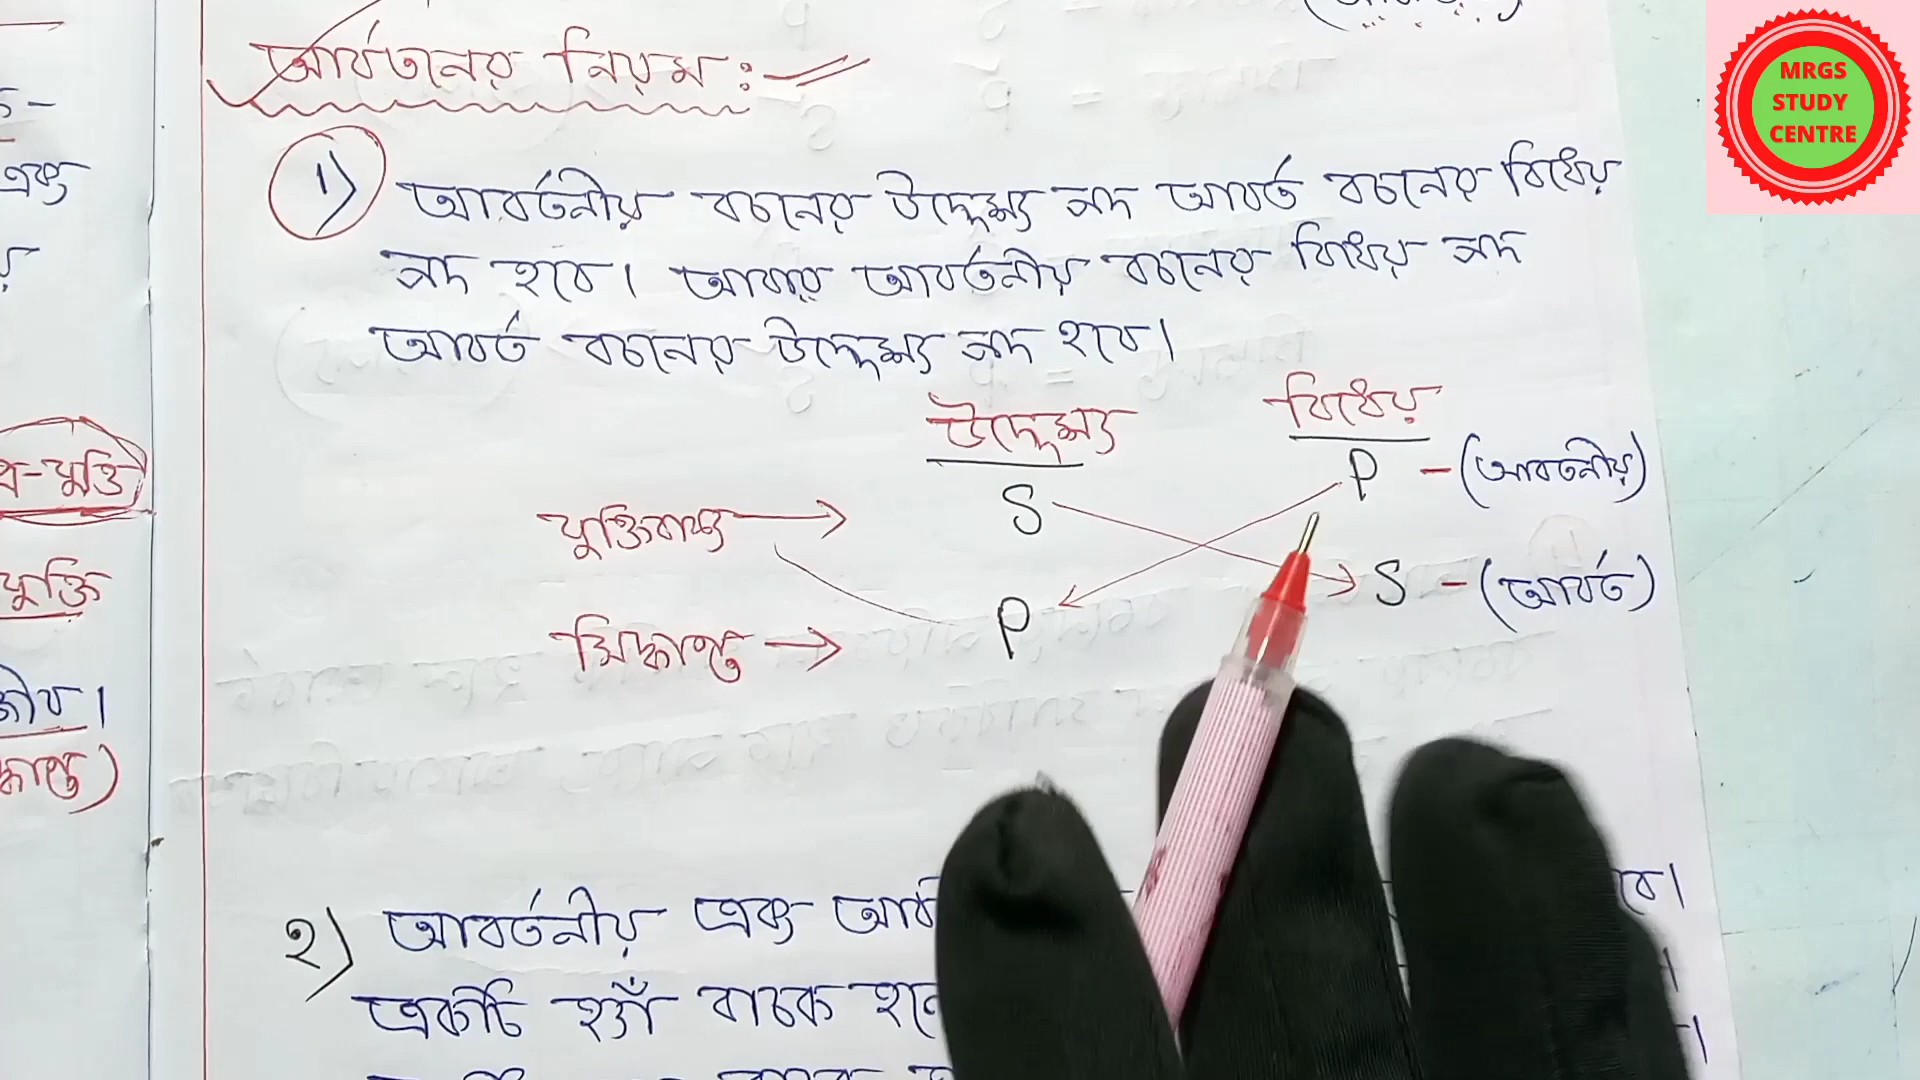 আবর্তনের নিয়ম:
১) আবর্তনীয় বচনের উদ্দেশ্য পদ আবর্ত বচনের বিধেয়
পদ হবে। আবার আবর্তনীয় বচনের বিধেয় পদ
আবর্ত বচনের উদ্দেশ্য পদ হবে।
উদ্দেশ্য বিধেয়
যুক্তিবাক্য → S P - (আবর্তনীয়)
সিদ্ধান্ত → P S - (আবর্ত)
২) আবর্তনীয় এবং
একটি হ্যাঁ বাচক
যুক্তি
MRGS
STUDY
CENTRE